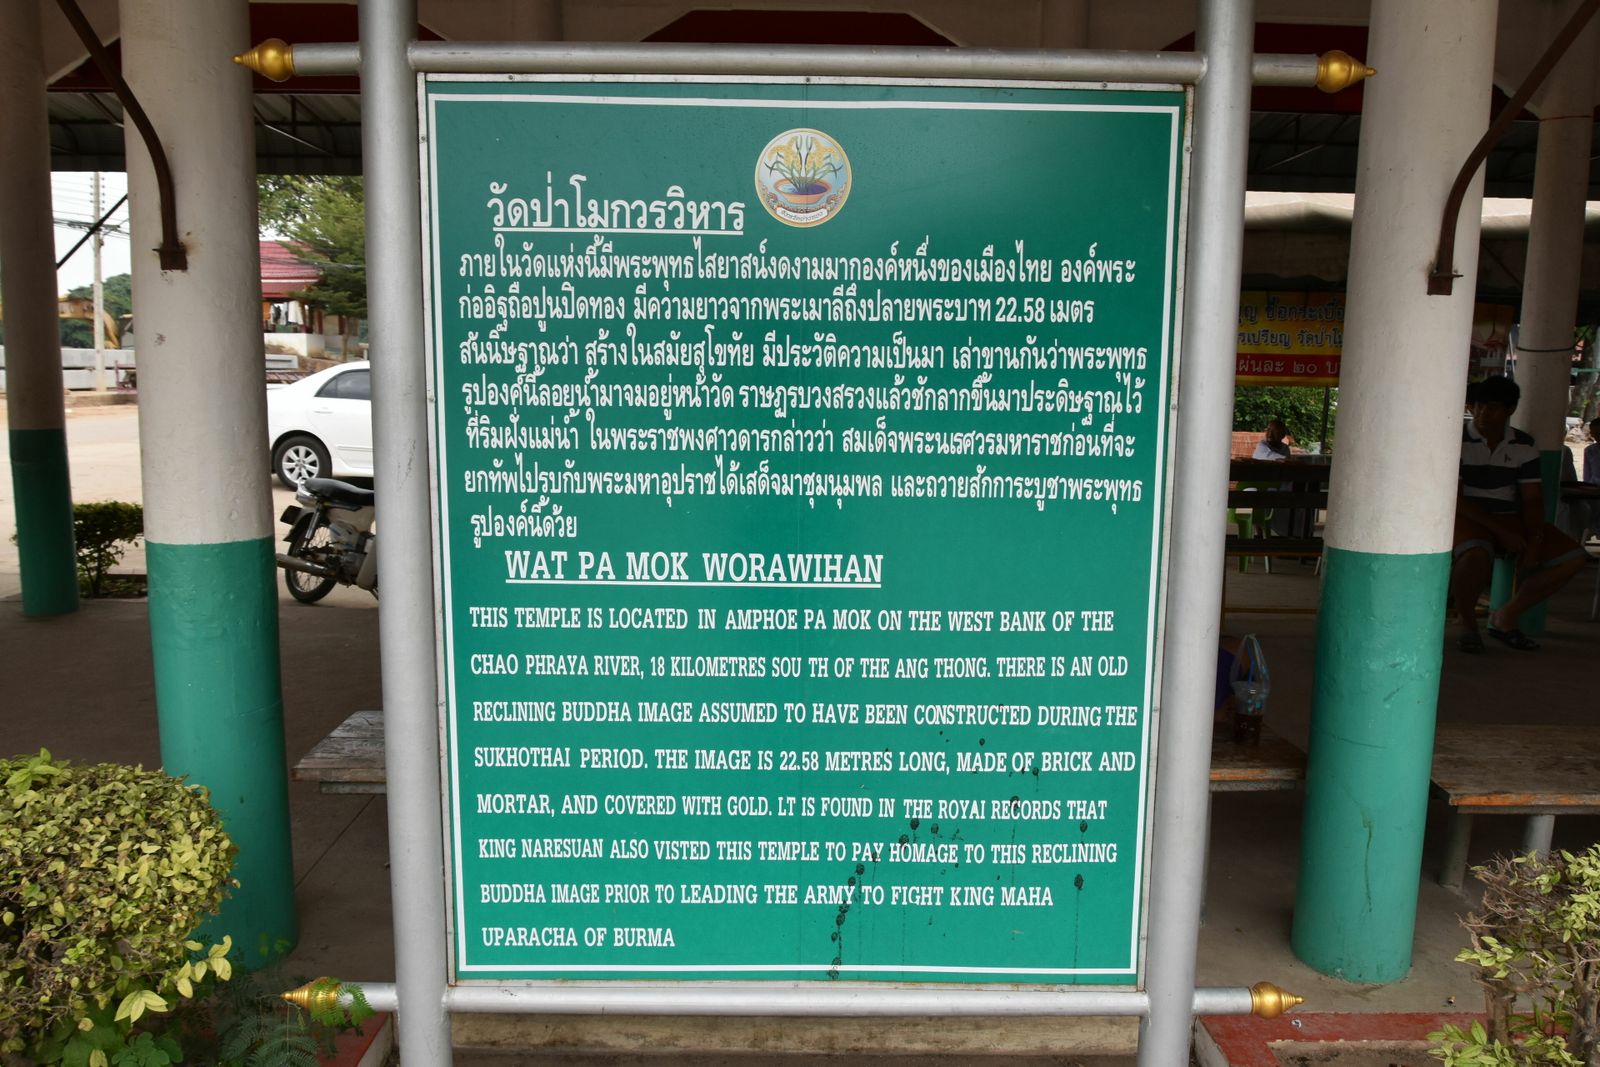 วัดป่าโมกวรวิหาร
ภายในวัดแห่งนี้มีพระพุทธไสยาสน์งดงามมากองค์หนึ่งของเมืองไทย องค์พระ
ก่ออิฐถือปูนปิดทอง มีความยาวจากพระเมาลีถึงปลายพระบาท 22.58 เมตร
สันนิษฐานว่า สร้างในสมัยสุโขทัย มีประวัติความเป็นมา เล่าขานกันว่าพระพุทธ
รูปองค์นี้ลอยน้ำมาจมอยู่หน้าวัด ราษฎรบวงสรวงแล้วชักลากขึ้นมาประดิษฐานไว้
ที่ริมฝั่งแม่น้ำ ในพระราชพงศาวดารกล่าวว่า สมเด็จพระนเรศวรมหาราชก่อนที่จะ
ยกทัพไปรบกับพระมหาอุปราชได้เสด็จมาชุมนุมพล และถวายสักการะบูชาพระพุทธ
รูปองค์นี้ด้วย
WAT PA MOK WORAWIHAN
THIS TEMPLE IS LOCATED IN AMPHOE PA MOK ON THE WEST BANK OF THE
CHAO PHRAYA RIVER, 18 KILOMETRES SOU TH OF THE ANG THONG. THERE IS AN OLD
RECLINING BUDDHA IMAGE ASSUMED TO HAVE BEEN CONSTRUCTED DURING THE
SUKHOTHAI PERIOD. THE IMAGE IS 22.58 METRES LONG, MADE OF BRICK AND
MORTAR, AND COVERED WITH GOLD. LT IS FOUND IN THE ROYAI RECORDS THAT
KING NARESUAN ALSO VISTED THIS TEMPLE TO PAY HOMAGE TO THIS RECLINING
BUDDHA IMAGE PRIOR TO LEADING THE ARMY TO FIGHT KING MAHA
UPARACHA OF BURMA
ซื้อกระเบื้อ
วัดป่าโ
ผ่นละ ๒๐ บ